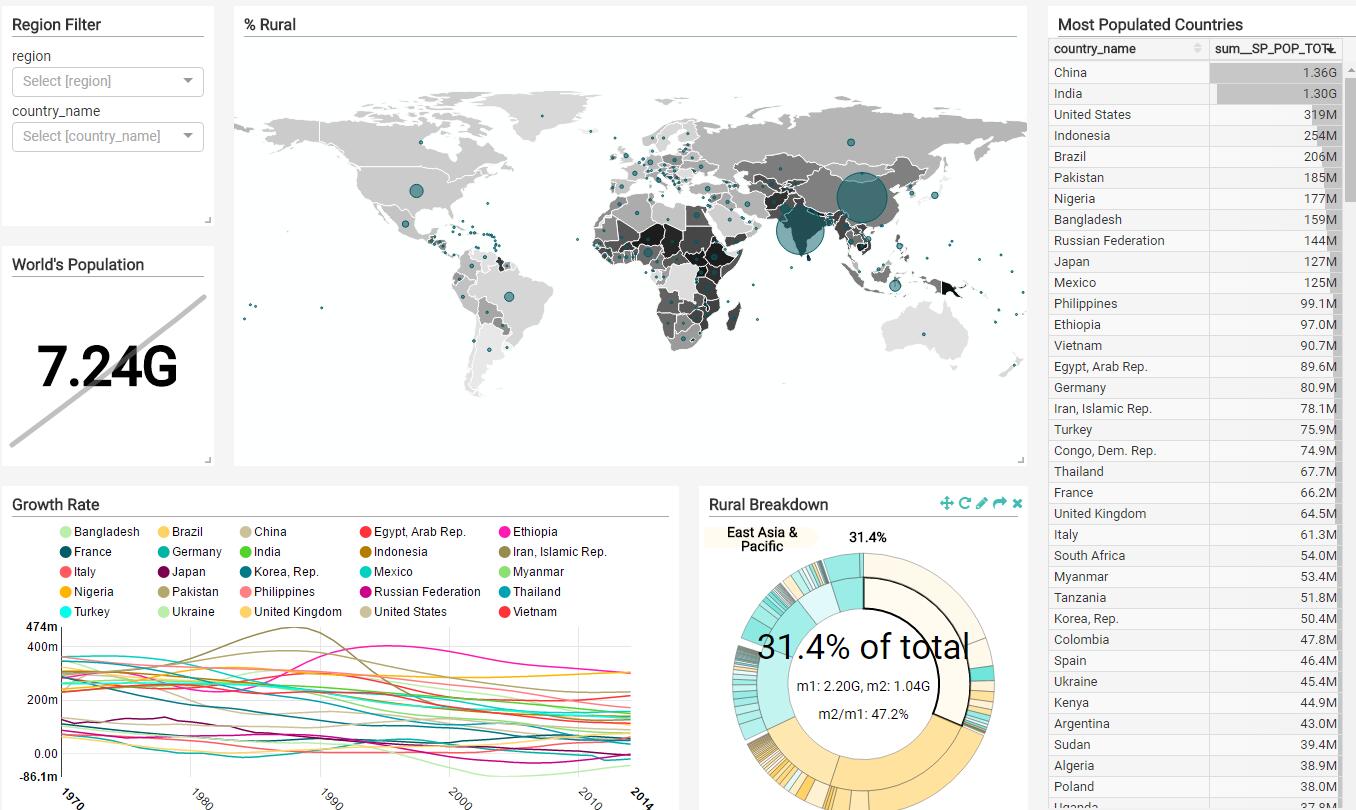 Region Filter
region
Select [region]
country_name
Select [country_name]
World's Population
7.24G
% Rural
Most Populated Countries
country_name sum__SP_POP_TOTL
China 1.36G
India 1.30G
United States 319M
Indonesia 254M
Brazil 206M
Pakistan 185M
Nigeria 177M
Bangladesh 159M
Russian Federation 144M
Japan 127M
Mexico 125M
Philippines 99.1M
Ethiopia 97.0M
Vietnam 90.7M
Egypt, Arab Rep. 89.6M
Germany 80.9M
Iran, Islamic Rep. 78.1M
Turkey 75.9M
Congo, Dem. Rep. 74.9M
Thailand 67.7M
France 66.2M
United Kingdom 64.5M
Italy 61.3M
South Africa 54.0M
Myanmar 53.4M
Tanzania 51.8M
Korea, Rep. 50.4M
Colombia 47.8M
Spain 46.4M
Ukraine 45.4M
Kenya 44.9M
Argentina 43.0M
Sudan 39.4M
Algeria 38.9M
Poland 38.0M
Uganda 37.8M
Growth Rate
Bangladesh Brazil China Egypt, Arab Rep. Ethiopia
France Germany India Indonesia Iran, Islamic Rep.
Italy Japan Korea, Rep. Mexico Myanmar
Nigeria Pakistan Philippines Russian Federation Thailand
Turkey Ukraine United Kingdom United States Vietnam
474m
400m
200m
0.00
-86.1m
1970 1980 1990 2000 2010 2014
Rural Breakdown
East Asia &
Pacific
31.4%
31.4% of total
m1: 2.20G, m2: 1.04G
m2/m1: 47.2%